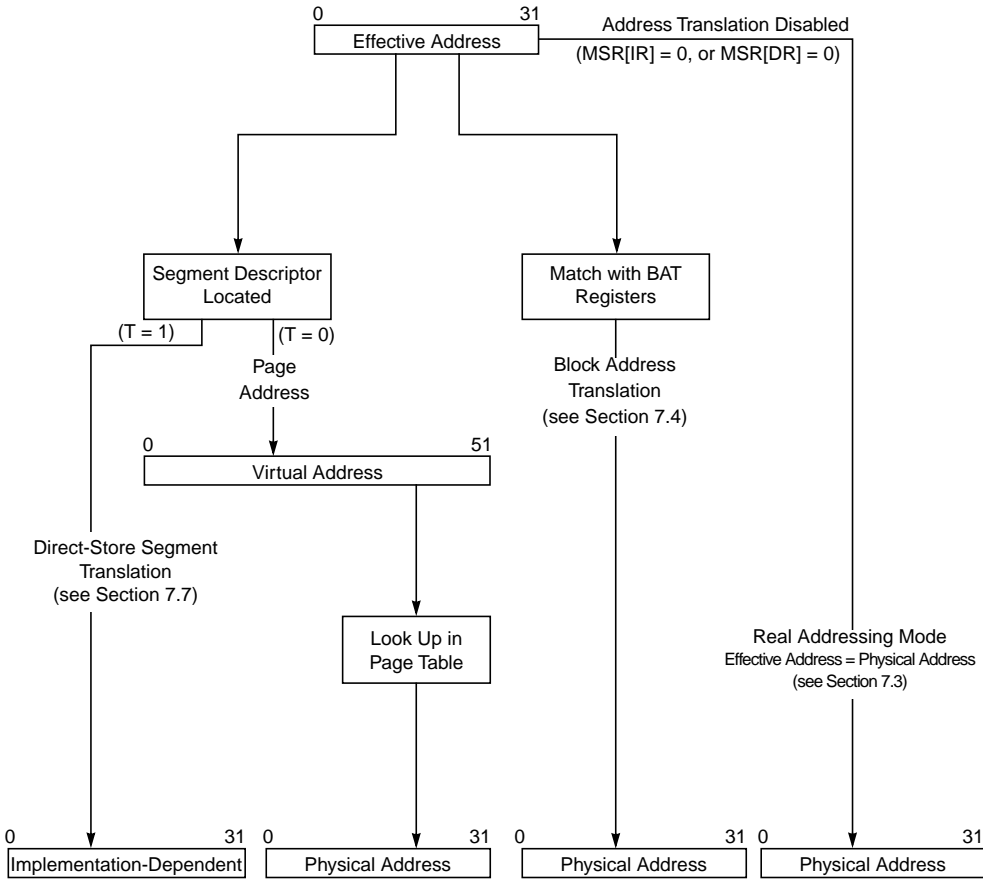 0 31
Effective Address
Address Translation Disabled
(MSR[IR] = 0, or MSR[DR] = 0)
Segment Descriptor
Located
Match with BAT
Registers
(T = 1)
(T = 0)
Page
Address
Block Address
Translation
(see Section 7.4)
0 51
Virtual Address
Direct-Store Segment
Translation
(see Section 7.7)
Look Up in
Page Table
Real Addressing Mode
Effective Address = Physical Address
(see Section 7.3)
0 31
Implementation-Dependent
0 31
Physical Address
0 31
Physical Address
0 31
Physical Address